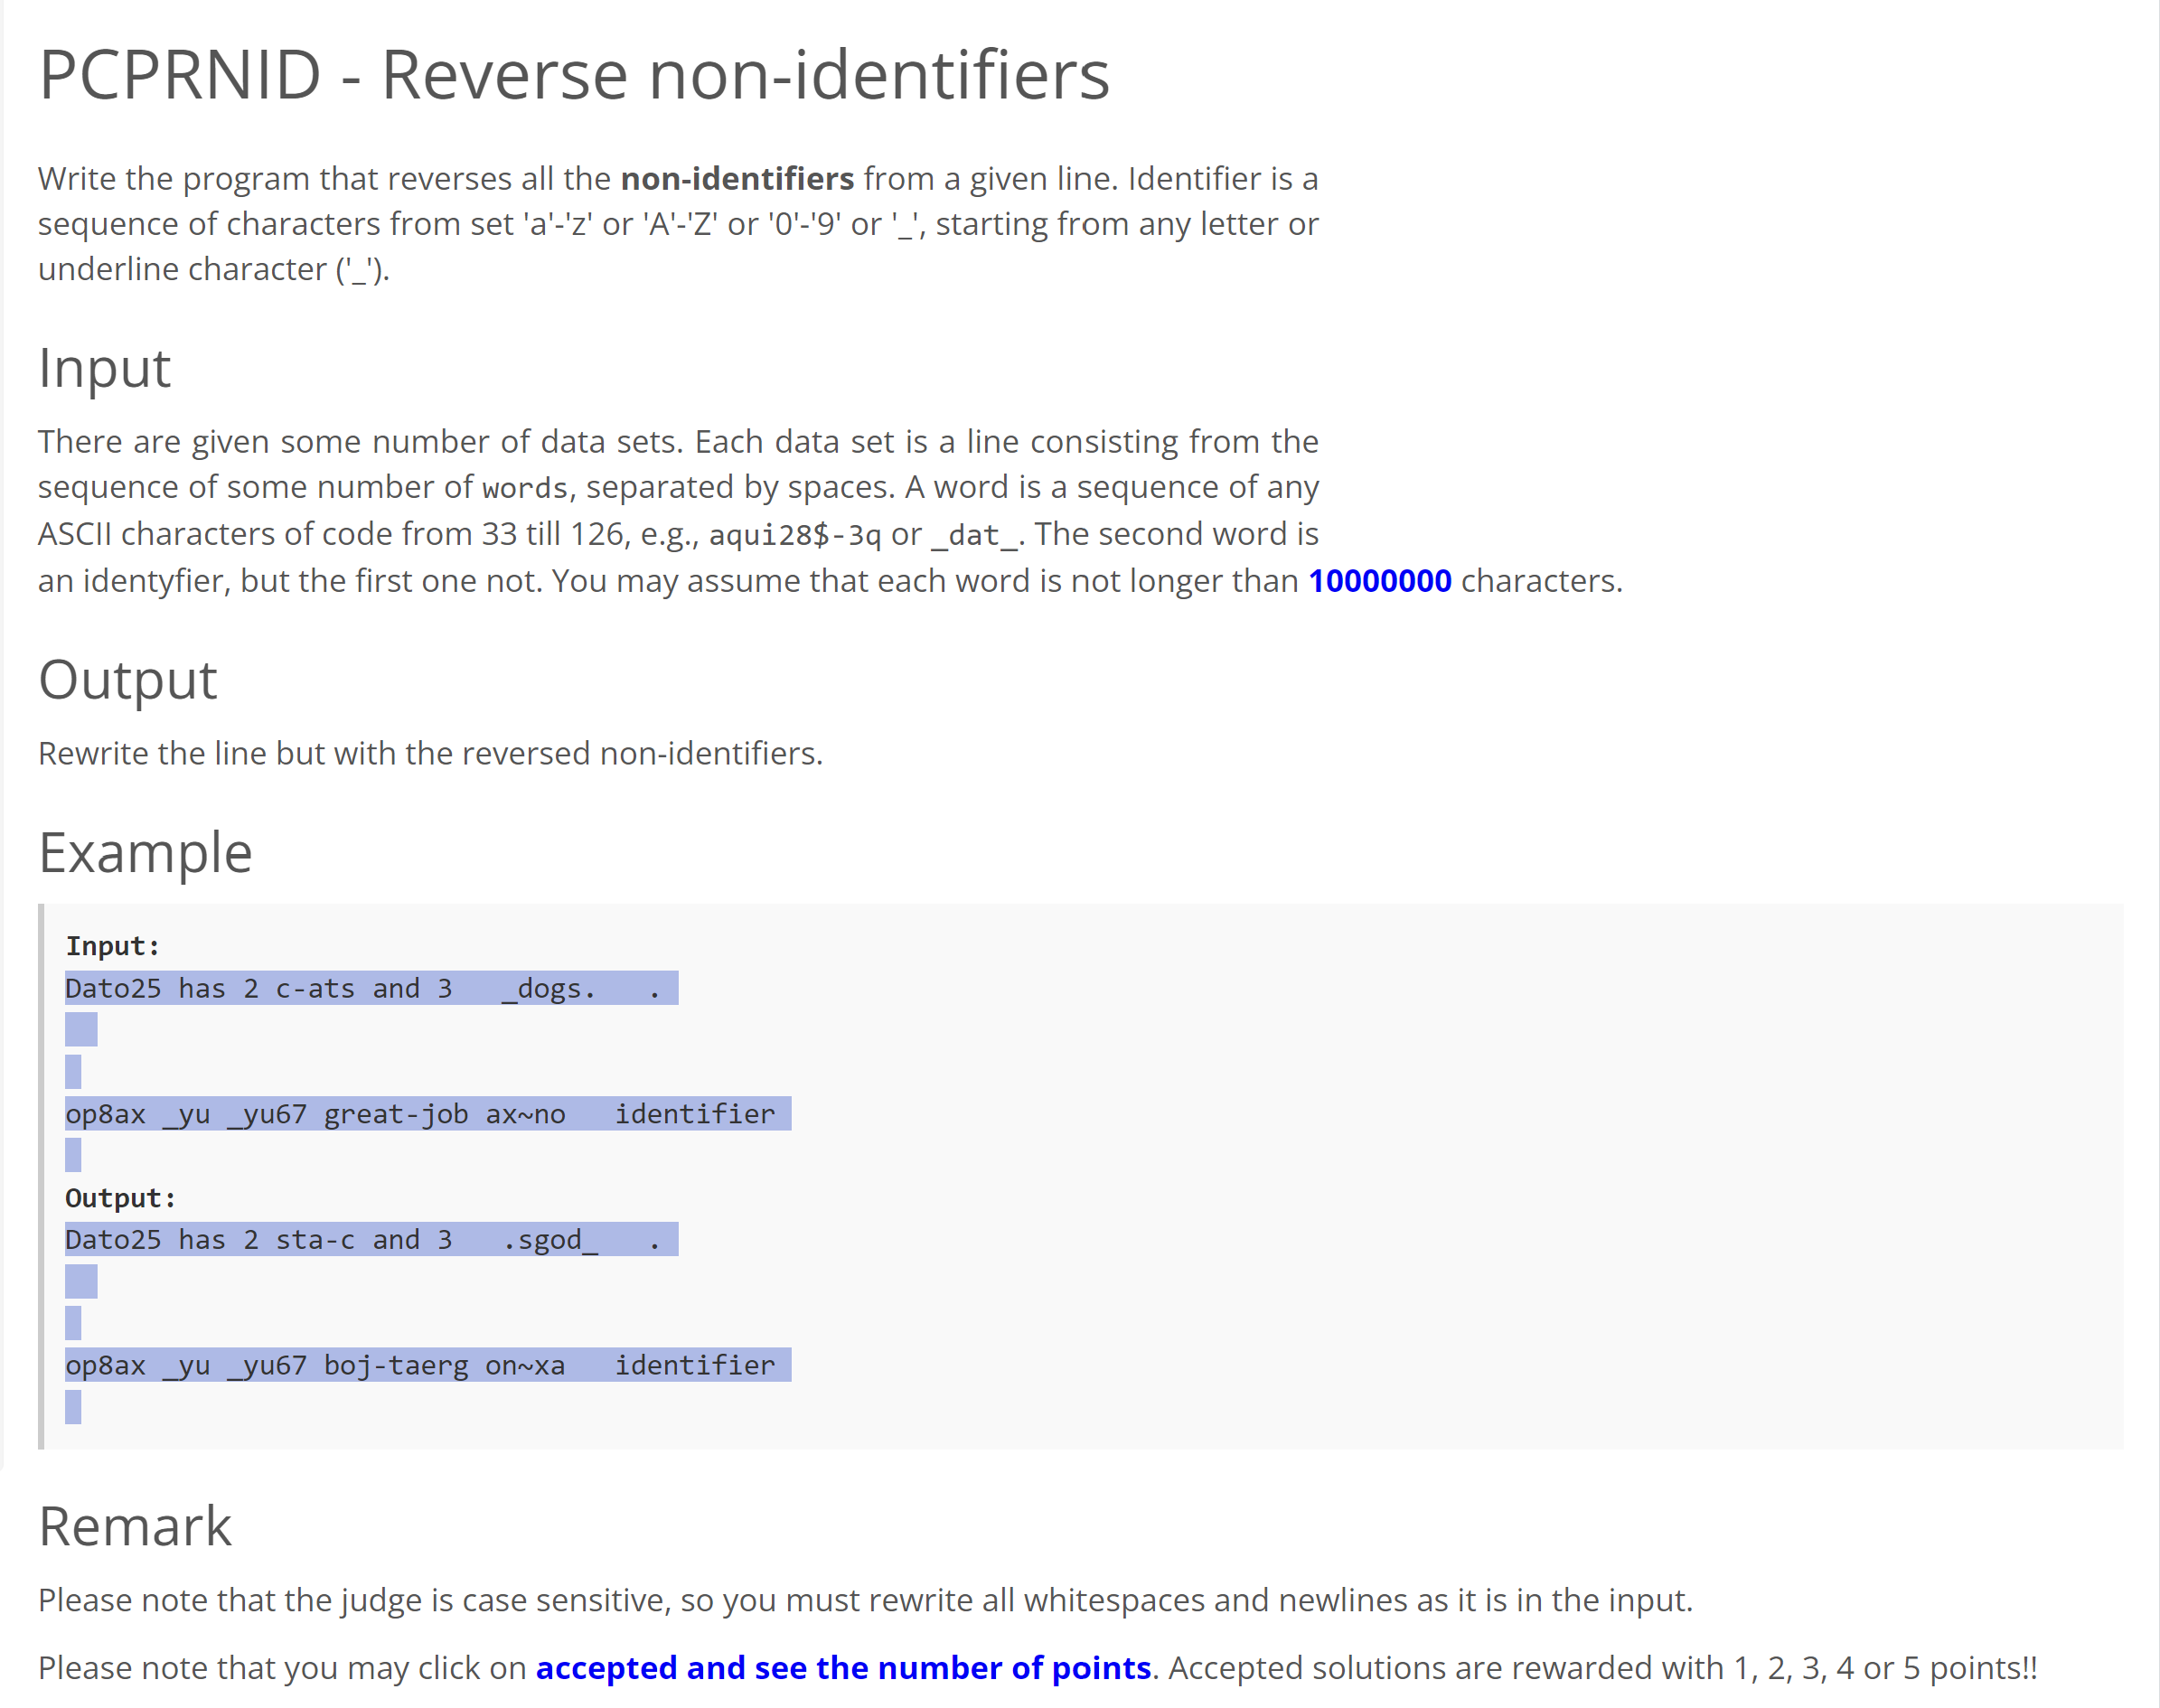 PCPRNID - Reverse non-identifiers
Write the program that reverses all the non-identifiers from a given line. Identifier is a
sequence of characters from set 'a'-'z' or 'A'-'Z' or '0'-'9' or '_', starting from any letter or
underline character ('_').
Input
There are given some number of data sets. Each data set is a line consisting from the
sequence of some number of words, separated by spaces. A word is a sequence of any
ASCII characters of code from 33 till 126, e.g., aqui28$-3q or _dat_. The second word is
an identyfier, but the first one not. You may assume that each word is not longer than 10000000 characters.
Output
Rewrite the line but with the reversed non-identifiers.
Example
Input:
Dato25 has 2 c-ats and 3   _dogs.   .
op8ax _yu _yu67 great-job ax~no   identifier
Output:
Dato25 has 2 sta-c and 3   .sgod_   .
op8ax _yu _yu67 boj-taerg on~xa   identifier
Remark
Please note that the judge is case sensitive, so you must rewrite all whitespaces and newlines as it is in the input.
Please note that you may click on accepted and see the number of points. Accepted solutions are rewarded with 1, 2, 3, 4 or 5 points!!